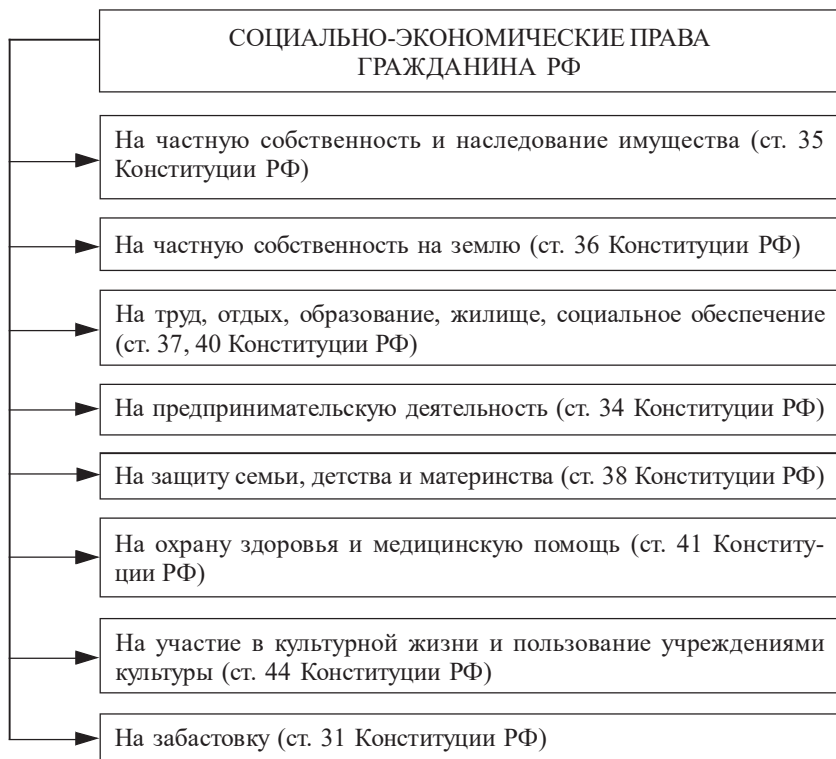 СОЦИАЛЬНО-ЭКОНОМИЧЕСКИЕ ПРАВА
ГРАЖДАНИНА РФ
На частную собственность и наследование имущества (ст. 35
Конституции РФ)
На частную собственность на землю (ст. 36 Конституции РФ)
На труд, отдых, образование, жилище, социальное обеспечение
(ст. 37, 40 Конституции РФ)
На предпринимательскую деятельность (ст. 34 Конституции РФ)
На защиту семьи, детства и материнства (ст. 38 Конституции РФ)
На охрану здоровья и медицинскую помощь (ст. 41 Конститу-
ции РФ)
На участие в культурной жизни и пользование учреждениями
культуры (ст. 44 Конституции РФ)
На забастовку (ст. 31 Конституции РФ)